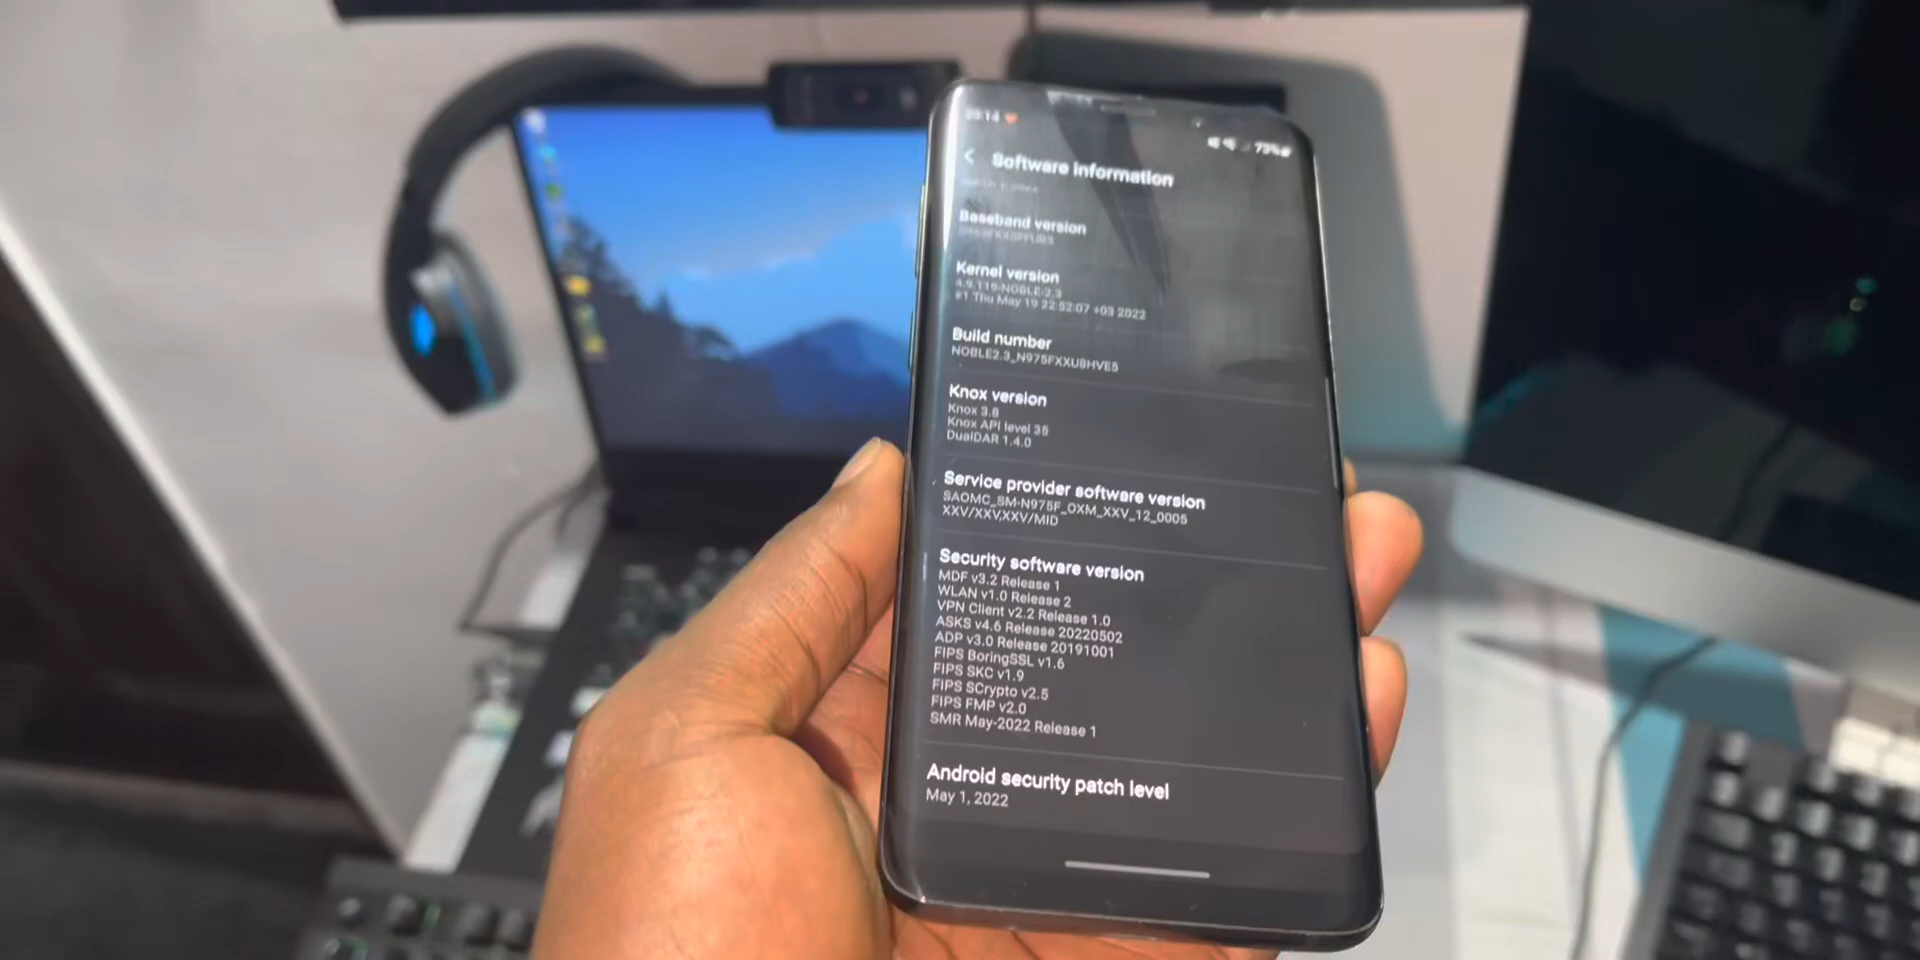 23:14
73%
Software information
Baseband version
Kernel version
4.9.119-NOBLE-2.3
#1 Thu May 19 22:52:07 +03 2022
Build number
NOBLE2.3_N975FXXU8HVE5
Knox version
Knox 3.8
Knox API level 35
DualDAR 1.4.0
Service provider software version
SAOMC_SM-N975F_OXM_XXV_12_0005
XXV/XXV,XXV/MID
Security software version
MDF v3.2 Release 1
WLAN v1.0 Release 2
VPN Client v2.2 Release 1.0
ASKS v4.6 Release 20220502
ADP v3.0 Release 20191001
FIPS BoringSSL v1.6
FIPS SKC v1.9
FIPS SCrypto v2.5
FIPS FMP v2.0
SMR May-2022 Release 1
Android security patch level
May 1, 2022